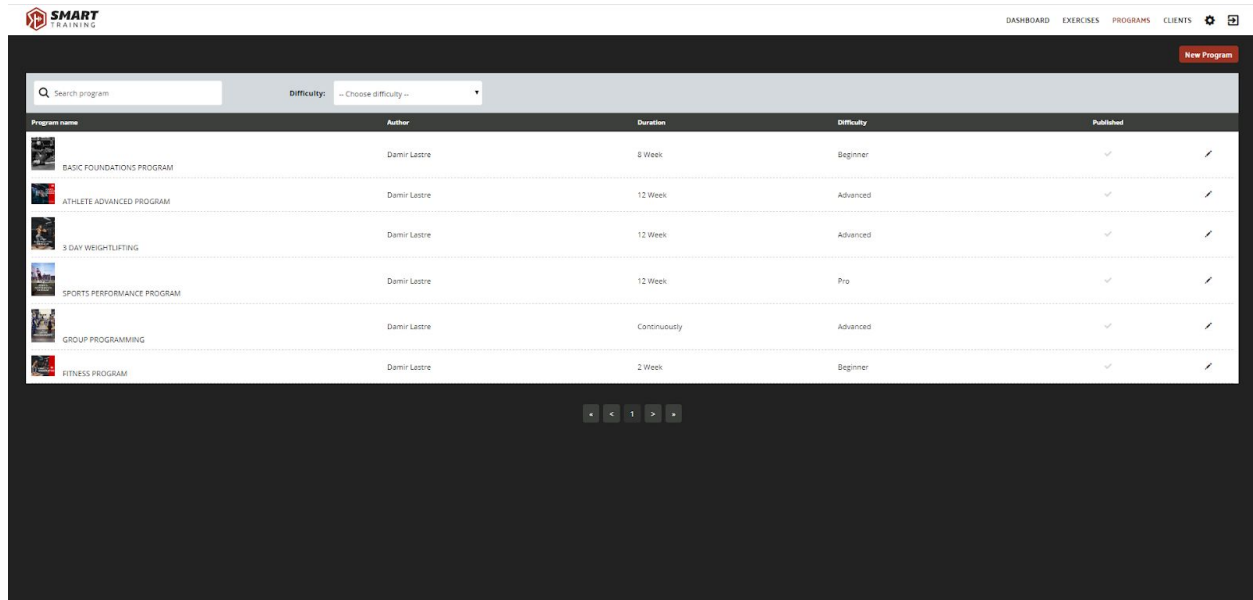 SMART
TRAINING
DASHBOARD EXERCISES PROGRAMS CLIENTS
New Program
Search program Difficulty: -- Choose difficulty --
Program name Author Duration Difficulty Published
BASIC FOUNDATIONS PROGRAM Damir Lastre 8 Week Beginner
ATHLETE ADVANCED PROGRAM Damir Lastre 12 Week Advanced
3 DAY WEIGHTLIFTING Damir Lastre 12 Week Advanced
SPORTS PERFORMANCE PROGRAM Damir Lastre 12 Week Pro
GROUP PROGRAMMING Damir Lastre Continuously Advanced
FITNESS PROGRAM Damir Lastre 2 Week Beginner
« < 1 > »